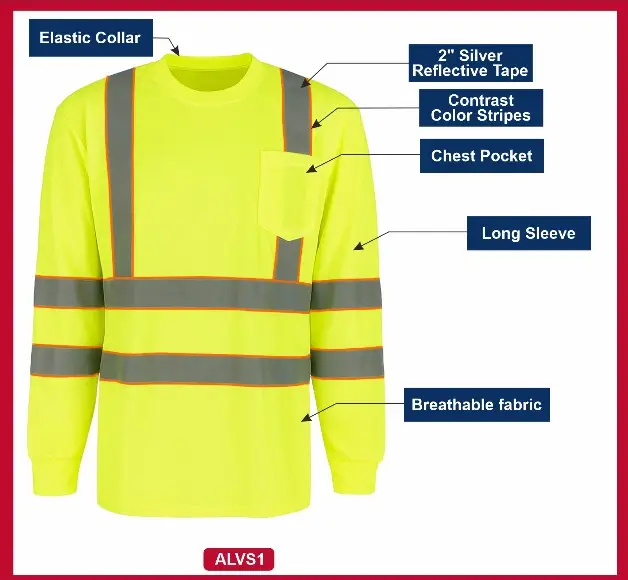 Elastic Collar
2" Silver
Reflective Tape
Contrast
Color Stripes
Chest Pocket
Long Sleeve
Breathable fabric
ALVS1